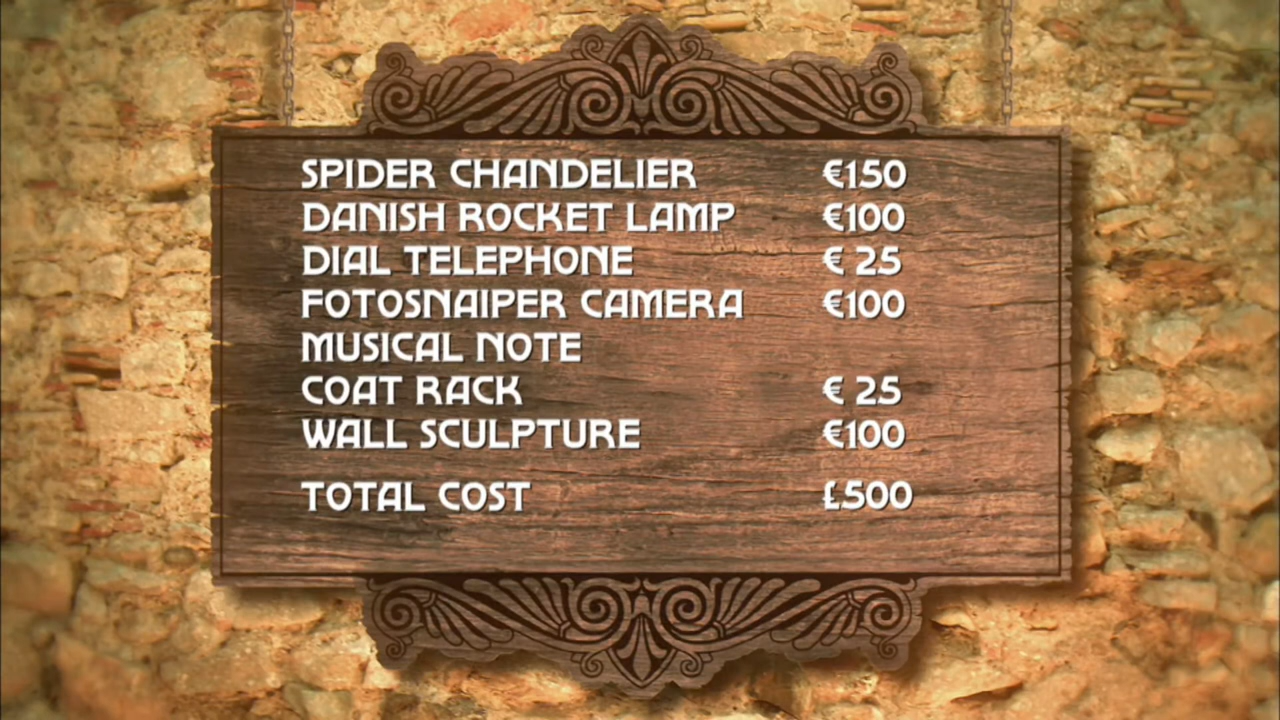 SPIDER CHANDELIER €150
DANISH ROCKET LAMP €100
DIAL TELEPHONE € 25
FOTOSNAIPER CAMERA €100
MUSICAL NOTE
COAT RACK € 25
WALL SCULPTURE €100
TOTAL COST £500